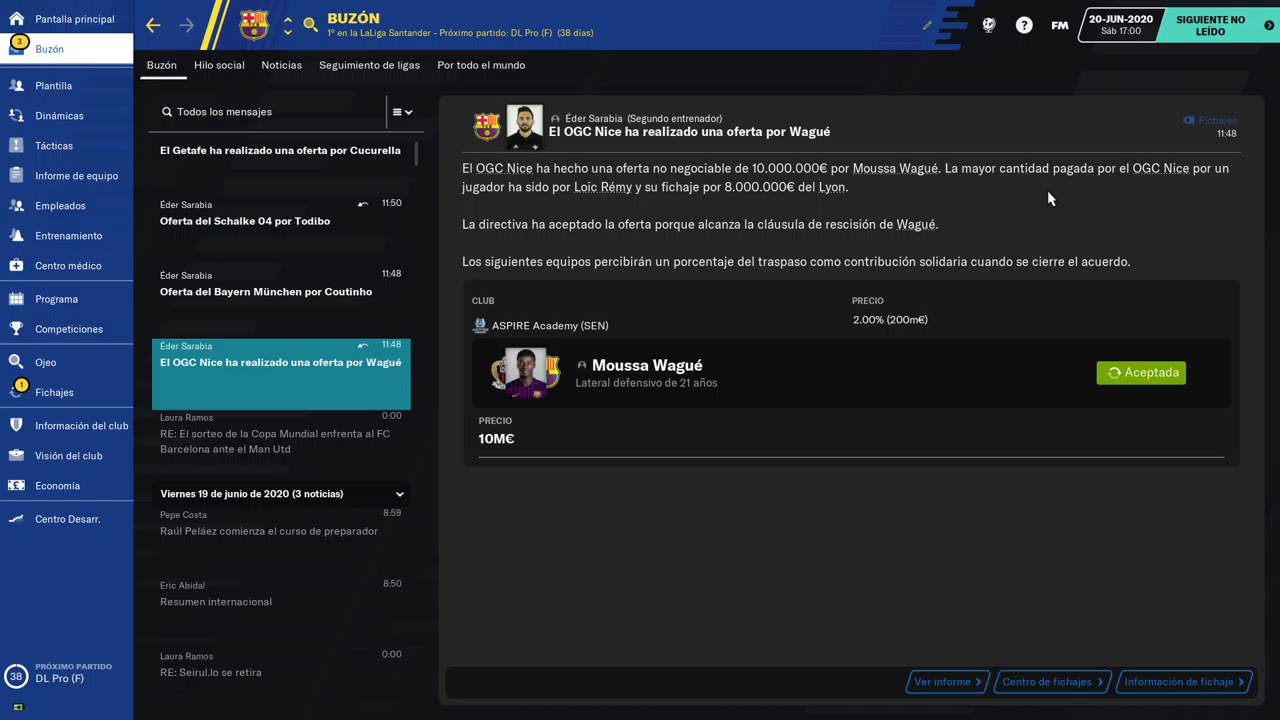 Pantalla principal
3
Buzón
Plantilla
Dinámicas
Tácticas
Informe de equipo
Empleados
Entrenamiento
Centro médico
Programa
Competiciones
Ojeo
1
Fichajes
Información del club
Visión del club
Economía
Centro Desarr.
38
PRÓXIMO PARTIDO
DL Pro (F)
BUZÓN
1º en la LaLiga Santander - Próximo partido: DL Pro (F) (38 días)
?
FM
20-JUN-2020
Sáb 17:00
SIGUIENTE NO
LEÍDO
Buzón
Hilo social
Noticias
Seguimiento de ligas
Por todo el mundo
Todos los mensajes
El Getafe ha realizado una oferta por Cucurella
Éder Sarabia
11:50
Oferta del Schalke 04 por Todibo
Éder Sarabia
11:48
Oferta del Bayern München por Coutinho
Éder Sarabia
11:48
El OGC Nice ha realizado una oferta por Wagué
Laura Ramos
0:00
RE: El sorteo de la Copa Mundial enfrenta al FC
Barcelona ante el Man Utd
Viernes 19 de junio de 2020 (3 noticias)
Pepe Costa
8:59
Raúl Peláez comienza el curso de preparador
Eric Abidal
8:50
Resumen internacional
Laura Ramos
0:00
RE: Seirul.lo se retira
Éder Sarabia (Segundo entrenador)
El OGC Nice ha realizado una oferta por Wagué
Fichajes
11:48
El OGC Nice ha hecho una oferta no negociable de 10.000.000€ por Moussa Wagué. La mayor cantidad pagada por el OGC Nice por un
jugador ha sido por Loïc Rémy y su fichaje por 8.000.000€ del Lyon.
La directiva ha aceptado la oferta porque alcanza la cláusula de rescisión de Wagué.
Los siguientes equipos percibirán un porcentaje del traspaso como contribución solidaria cuando se cierre el acuerdo.
CLUB
PRECIO
ASPIRE Academy (SEN)
2.00% (200m€)
Moussa Wagué
Lateral defensivo de 21 años
Aceptada
PRECIO
10M€
Ver informe
Centro de fichajes
Información de fichaje